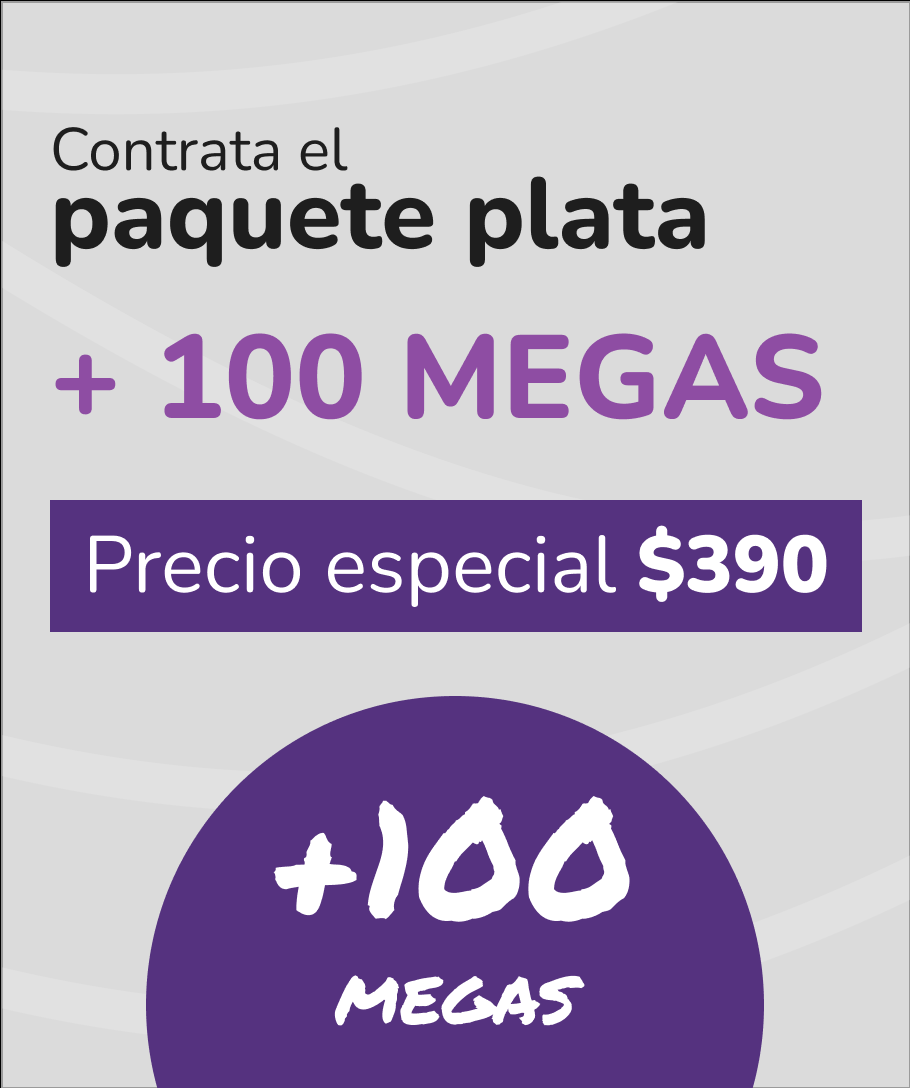 Contrata el
paquete plata
+ 100 MEGAS
Precio especial $390
+100
MEGAS